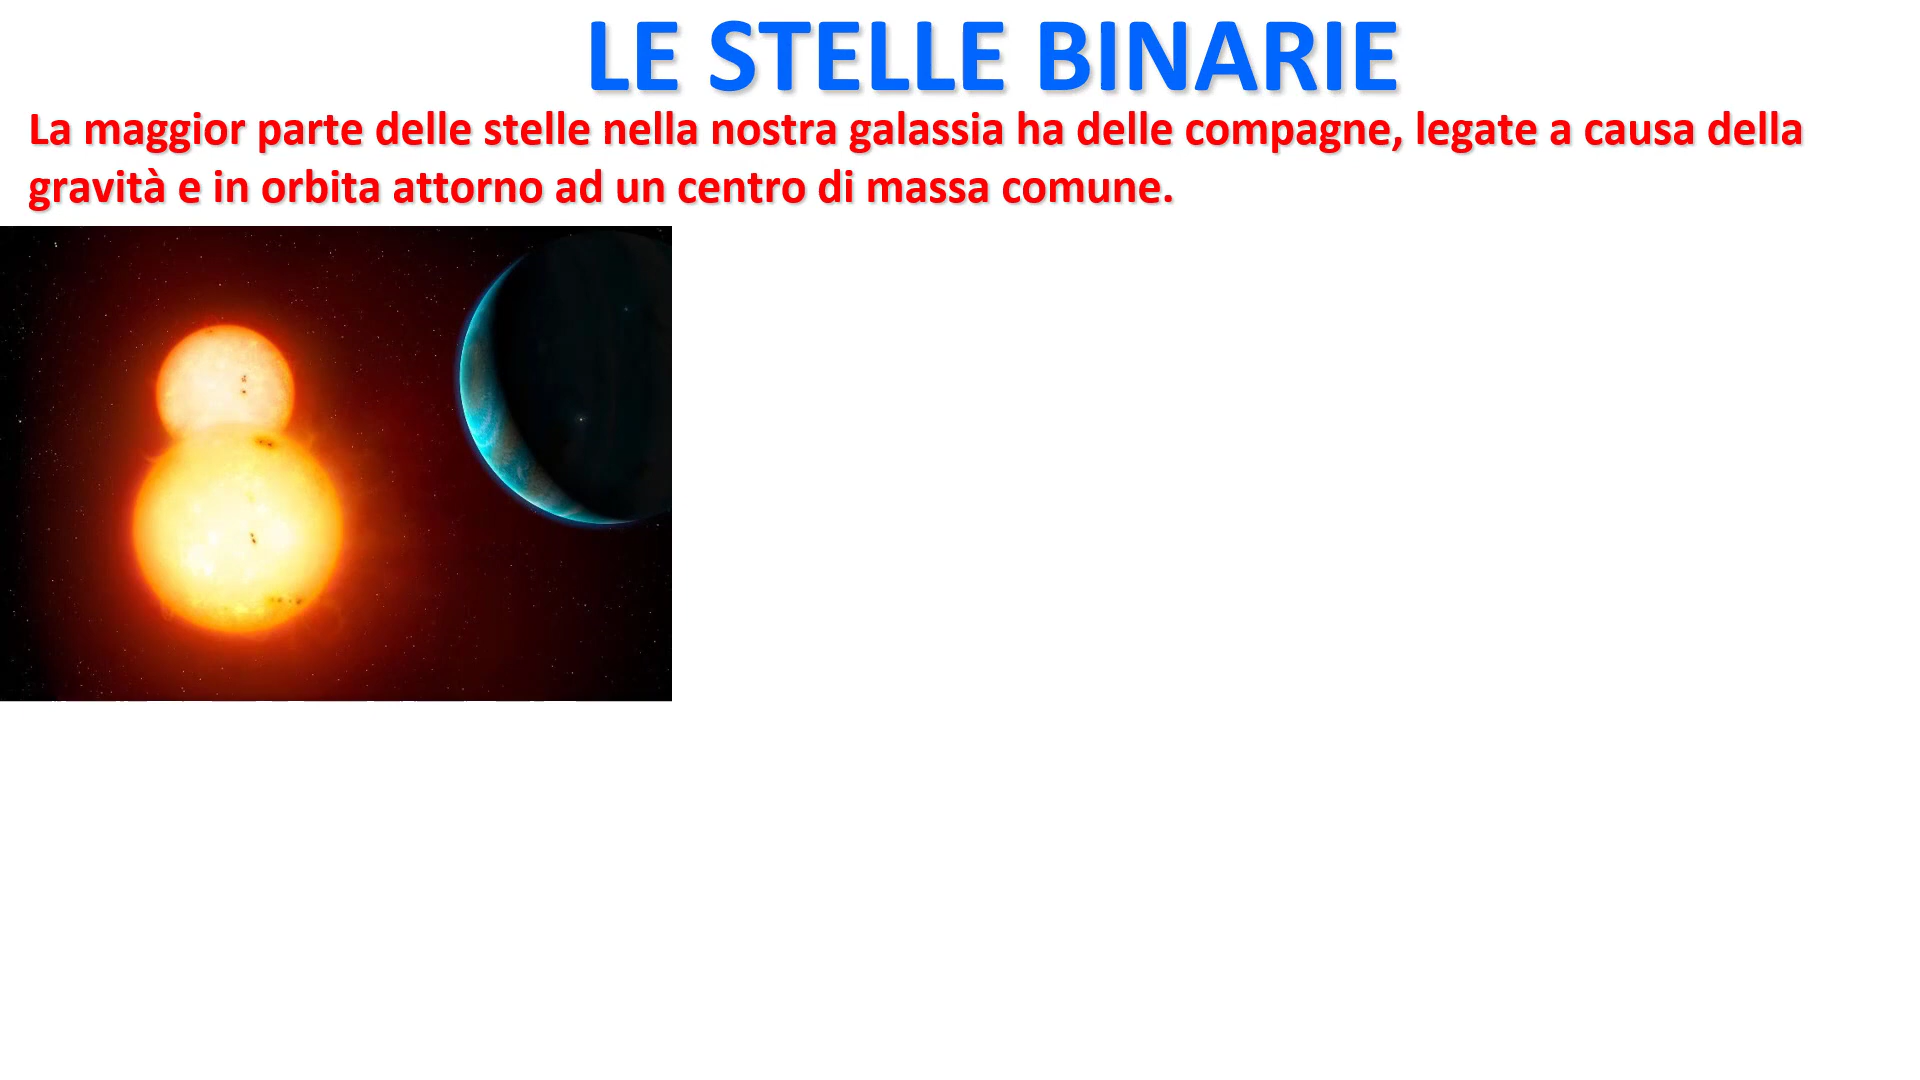 LE STELLE BINARIE
La maggior parte delle stelle nella nostra galassia ha delle compagne, legate a causa della
gravità e in orbita attorno ad un centro di massa comune.